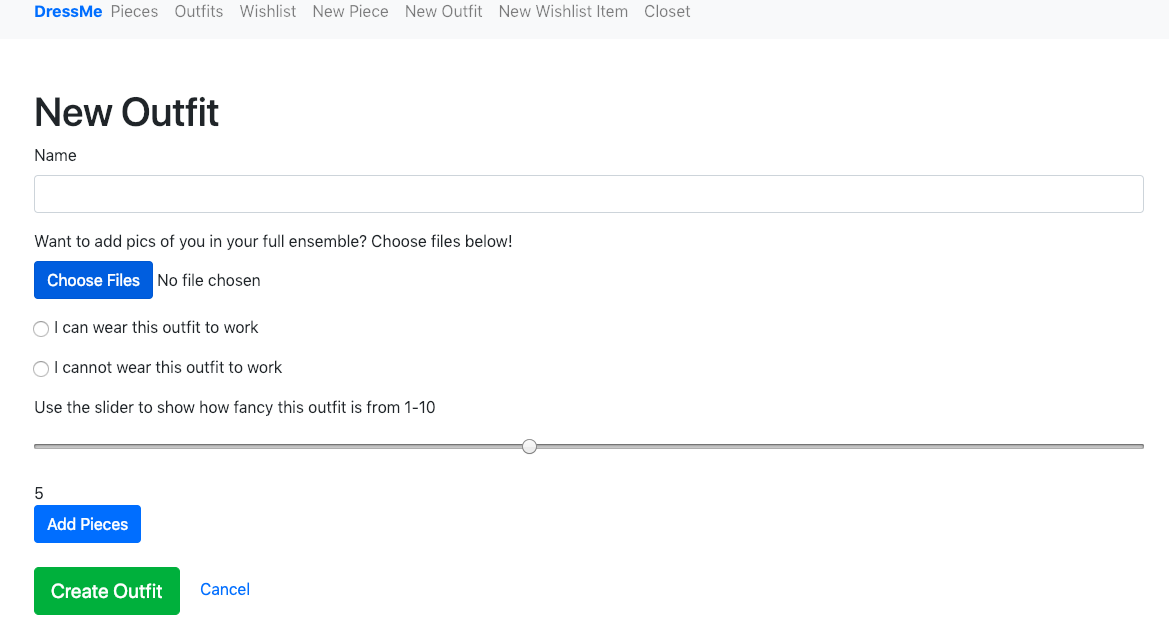 DressMe Pieces Outfits Wishlist New Piece New Outfit New Wishlist Item Closet
New Outfit
Name
Want to add pics of you in your full ensemble? Choose files below!
Choose Files No file chosen
I can wear this outfit to work
I cannot wear this outfit to work
Use the slider to show how fancy this outfit is from 1-10
5
Add Pieces
Create Outfit Cancel